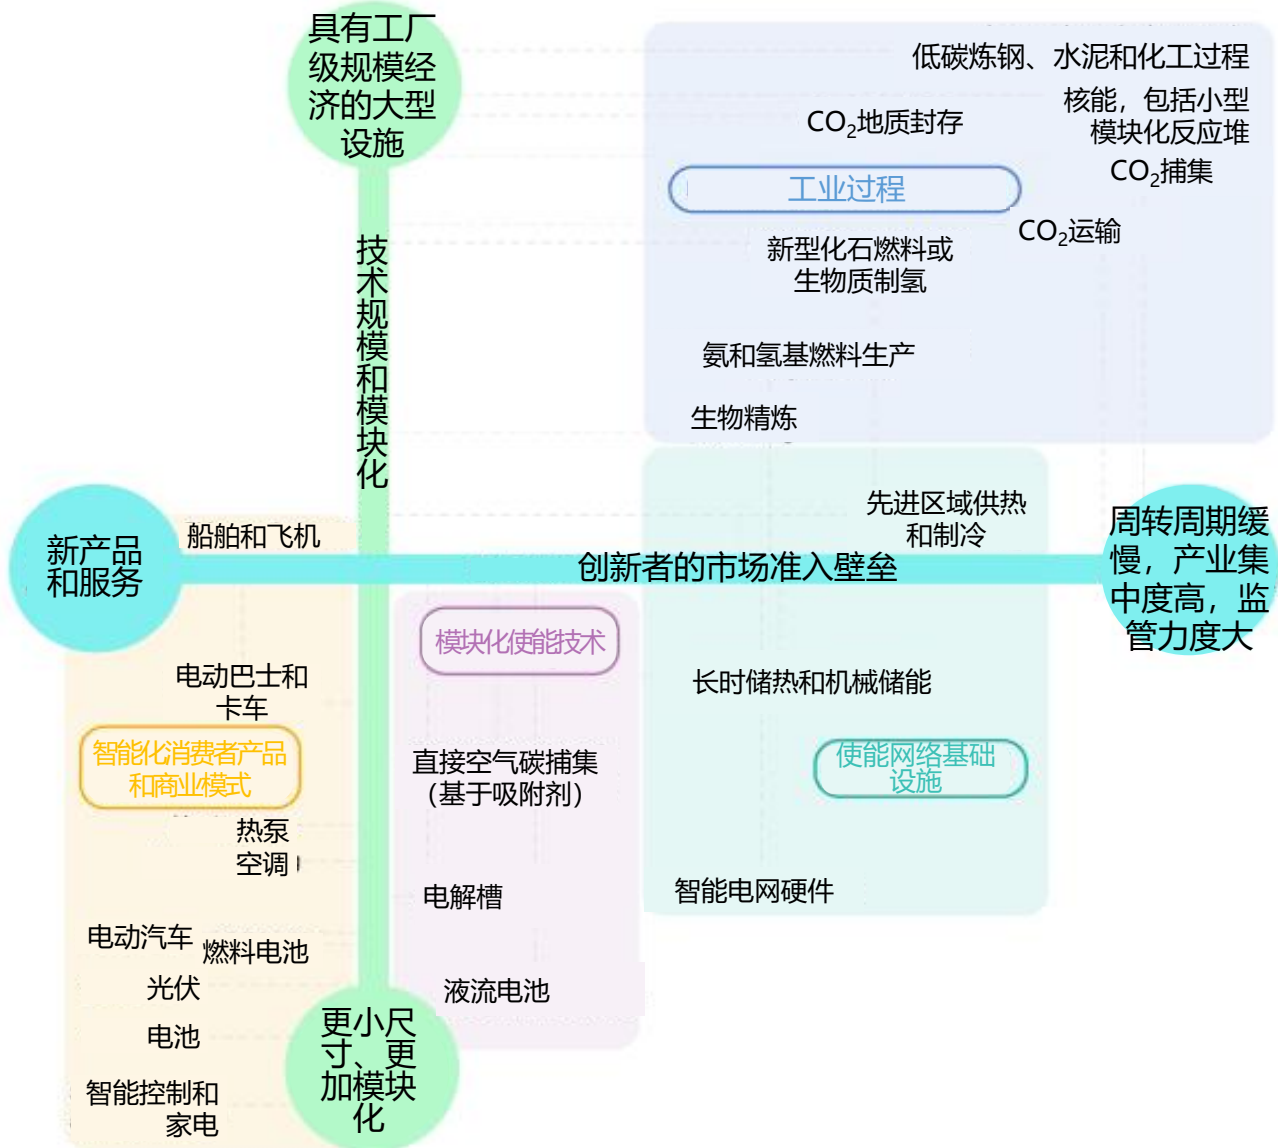 具有工厂
级规模经
济的大型
设施
低碳炼钢、水泥和化工过程
核能，包括小型
模块化反应堆
CO₂地质封存
CO₂捕集
工业过程
CO₂运输
新型化石燃料或
生物质制氢
技术规模和模块化
氨和氢基燃料生产
生物精炼
先进区域供热
和制冷
新产品
和服务
船舶和飞机
创新者的市场准入壁垒
周转周期缓
慢，产业集
中度高，监
管力度大
模块化使能技术
电动巴士和
卡车
长时储热和机械储能
智能化消费者产品
和商业模式
直接空气碳捕集
（基于吸附剂）
使能网络基础
设施
热泵
空调
电解槽
智能电网硬件
电动汽车
燃料电池
光伏
液流电池
电池
更小尺
寸、更
加模块
化
智能控制和
家电